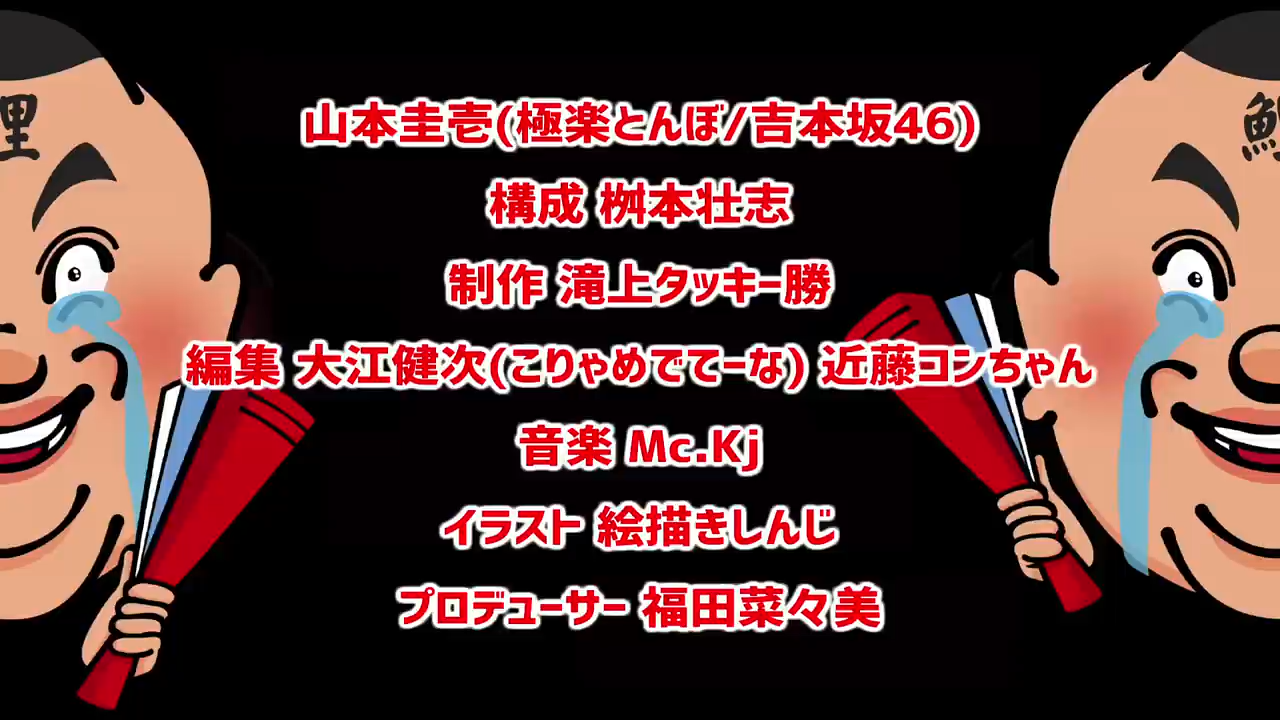 山本圭壱(極楽とんぼ/吉本坂46)
構成 桝本壮志
制作 滝上タッキー勝
編集 大江健次(こりゃめでてーな) 近藤コンちゃん
音楽 Mc.Kj
イラスト 絵描きしんじ
プロデューサー 福田菜々美